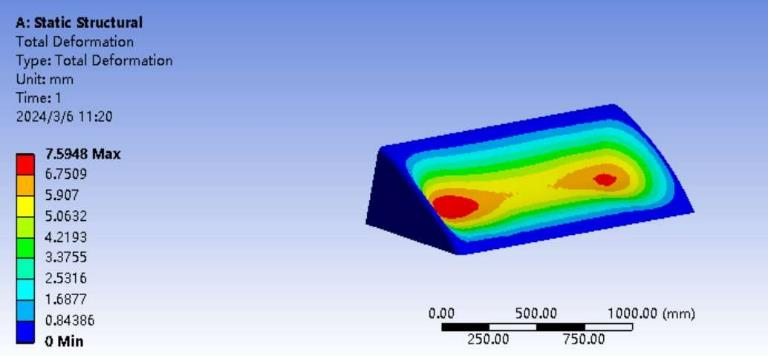 A: Static Structural
Total Deformation
Type: Total Deformation
Unit: mm
Time: 1
2024/3/6 11:20
7.5948 Max
6.7509
5.907
5.0632
4.2193
3.3755
2.5316
1.6877
0.84386
0 Min
0.00 500.00 1000.00 (mm)
250.00 750.00